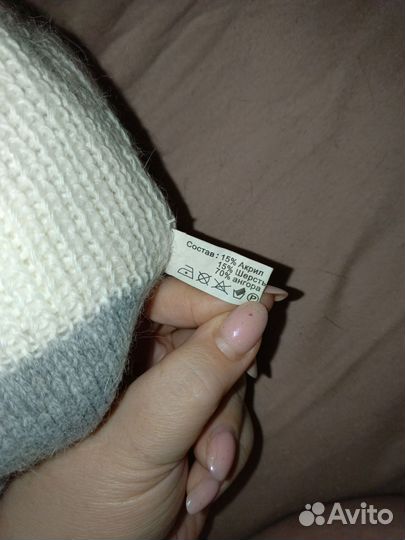 Состав : 15% Акрил
15% Шерсть
70% ангора
P
Avito